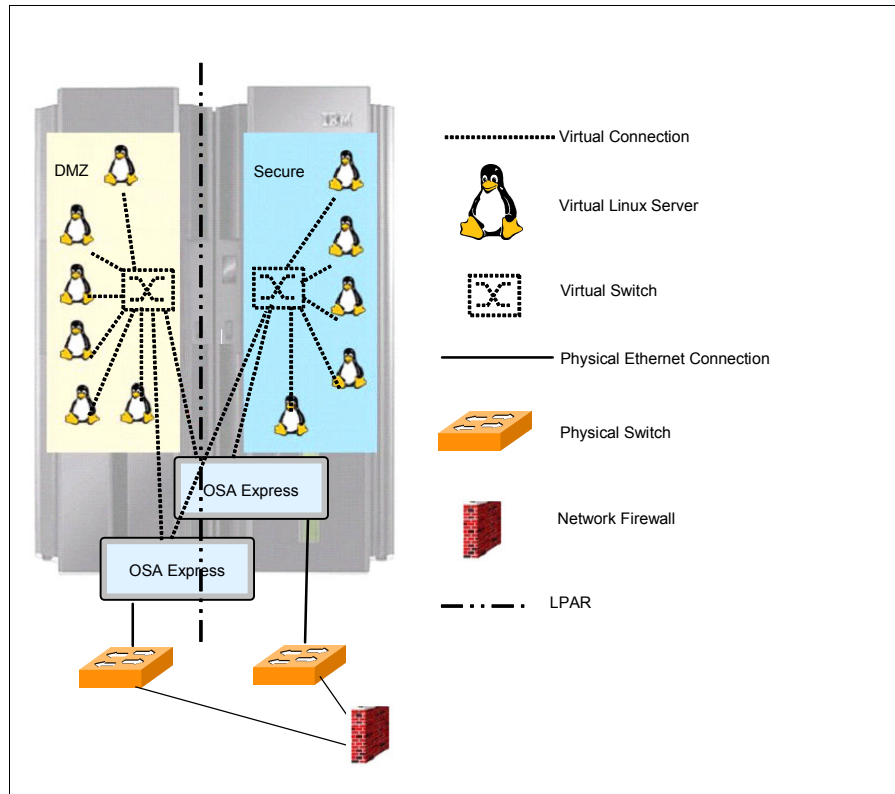 IBM
DMZ
Secure
OSA Express
OSA Express
Virtual Connection
Virtual Linux Server
Virtual Switch
Physical Ethernet Connection
Physical Switch
Network Firewall
LPAR